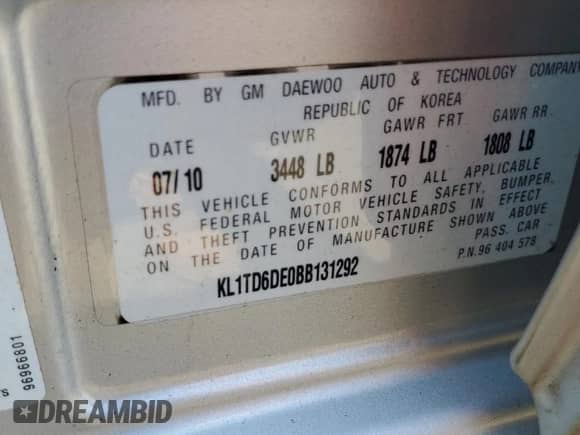 MFD. BY GM DAEWOO AUTO & TECHNOLOGY COMPANY
REPUBLIC OF KOREA
DATE GVWR GAWR FRT GAWR RR
07/10 3448 LB 1874 LB 1808 LB
THIS VEHICLE CONFORMS TO ALL APPLICABLE
U.S. FEDERAL MOTOR VEHICLE SAFETY, BUMPER,
AND THEFT PREVENTION STANDARDS IN EFFECT
ON THE DATE OF MANUFACTURE SHOWN ABOVE
PASS. CAR
KL1TD6DE0BB131292
P.N. 96 404 578
96966801
DREAMBID